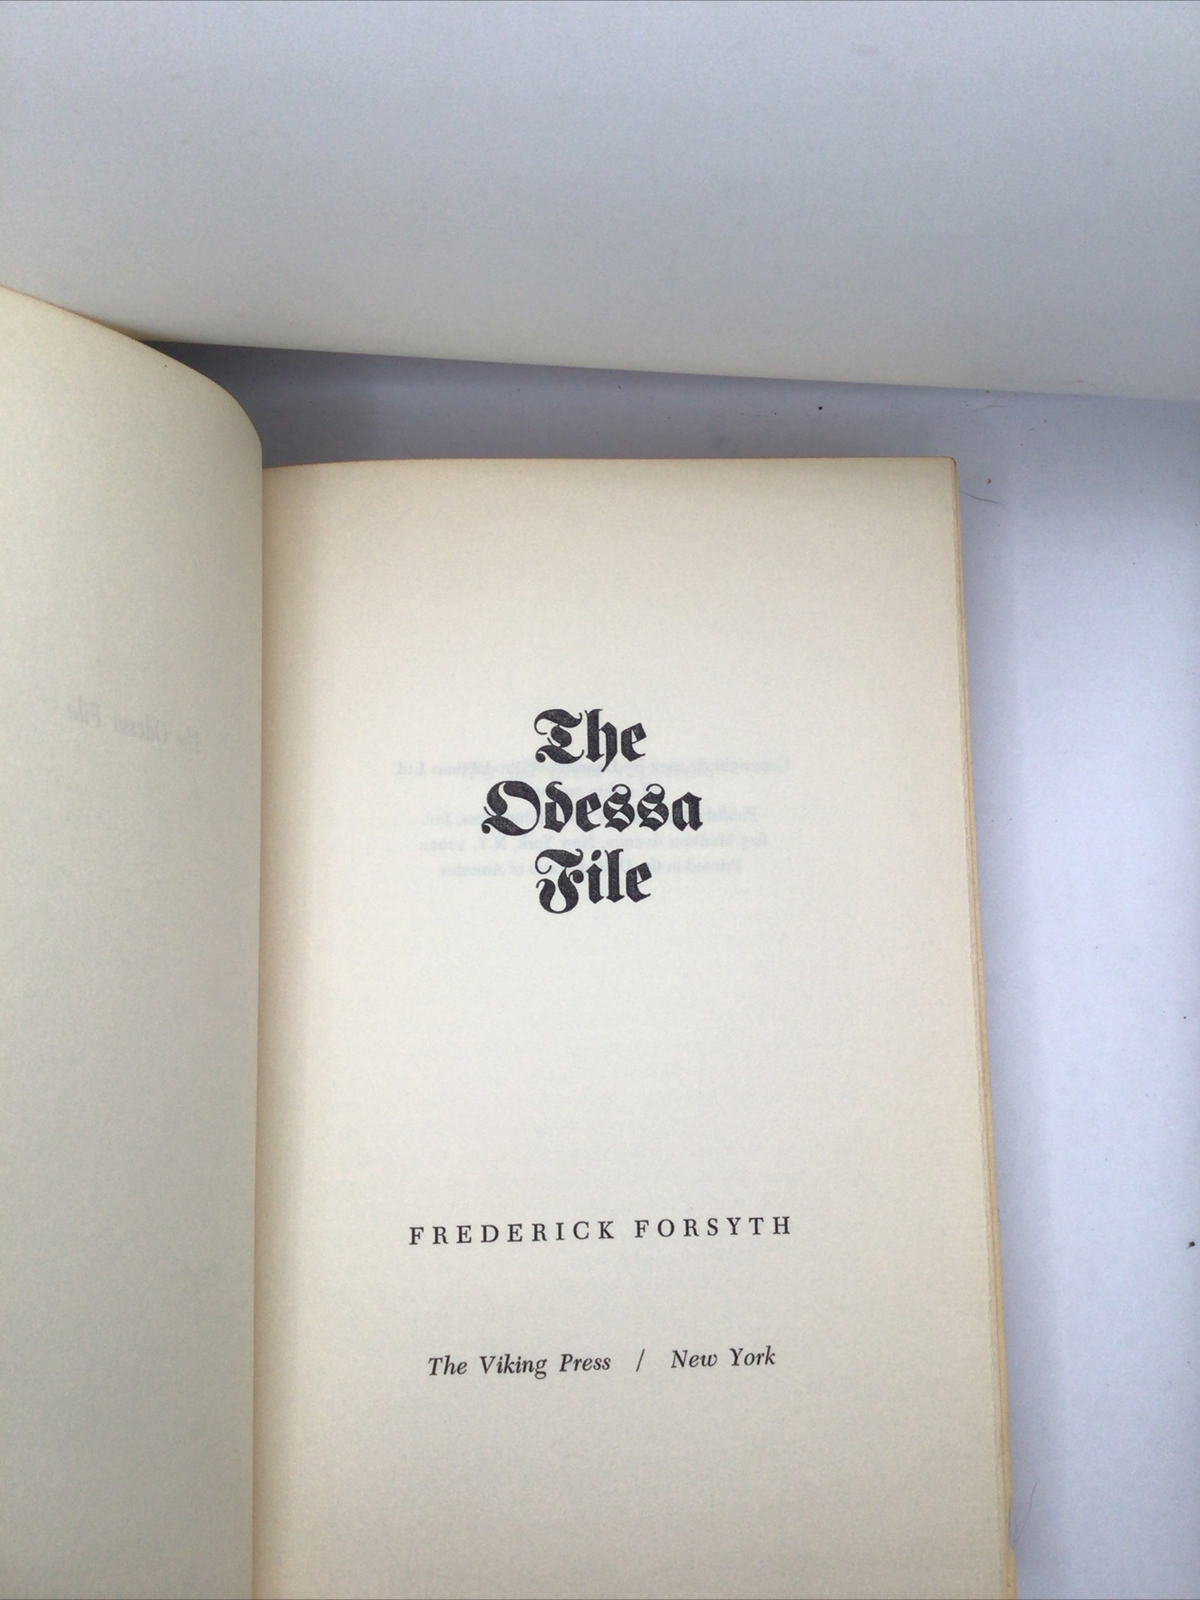 The
Odessa
File
FREDERICK FORSYTH
The Viking Press / New York